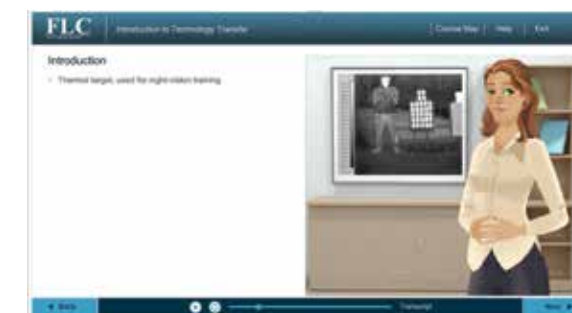 FLC Introduction to Technology Transfer Course Map Help Exit
Introduction
Thermal target, used for night-vision training
Back Transcript Next